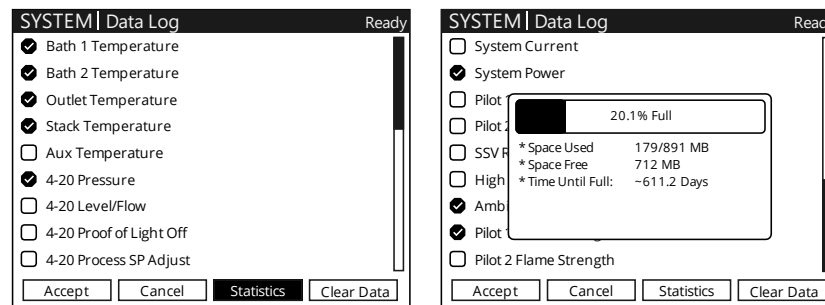 SYSTEM | Data Log Ready
Bath 1 Temperature
Bath 2 Temperature
Outlet Temperature
Stack Temperature
Aux Temperature
4-20 Pressure
4-20 Level/Flow
4-20 Proof of Light Off
4-20 Process SP Adjust
Accept Cancel Statistics Clear Data
SYSTEM | Data Log
System Current
System Power
Pilot
20.1% Full
Pilot
* Space Used 179/891 MB
SSV
* Space Free 712 MB
High
* Time Until Full: ~611.2 Days
Pilot
Pilot 2 Flame Strength
Accept Cancel Statistics Clear Data